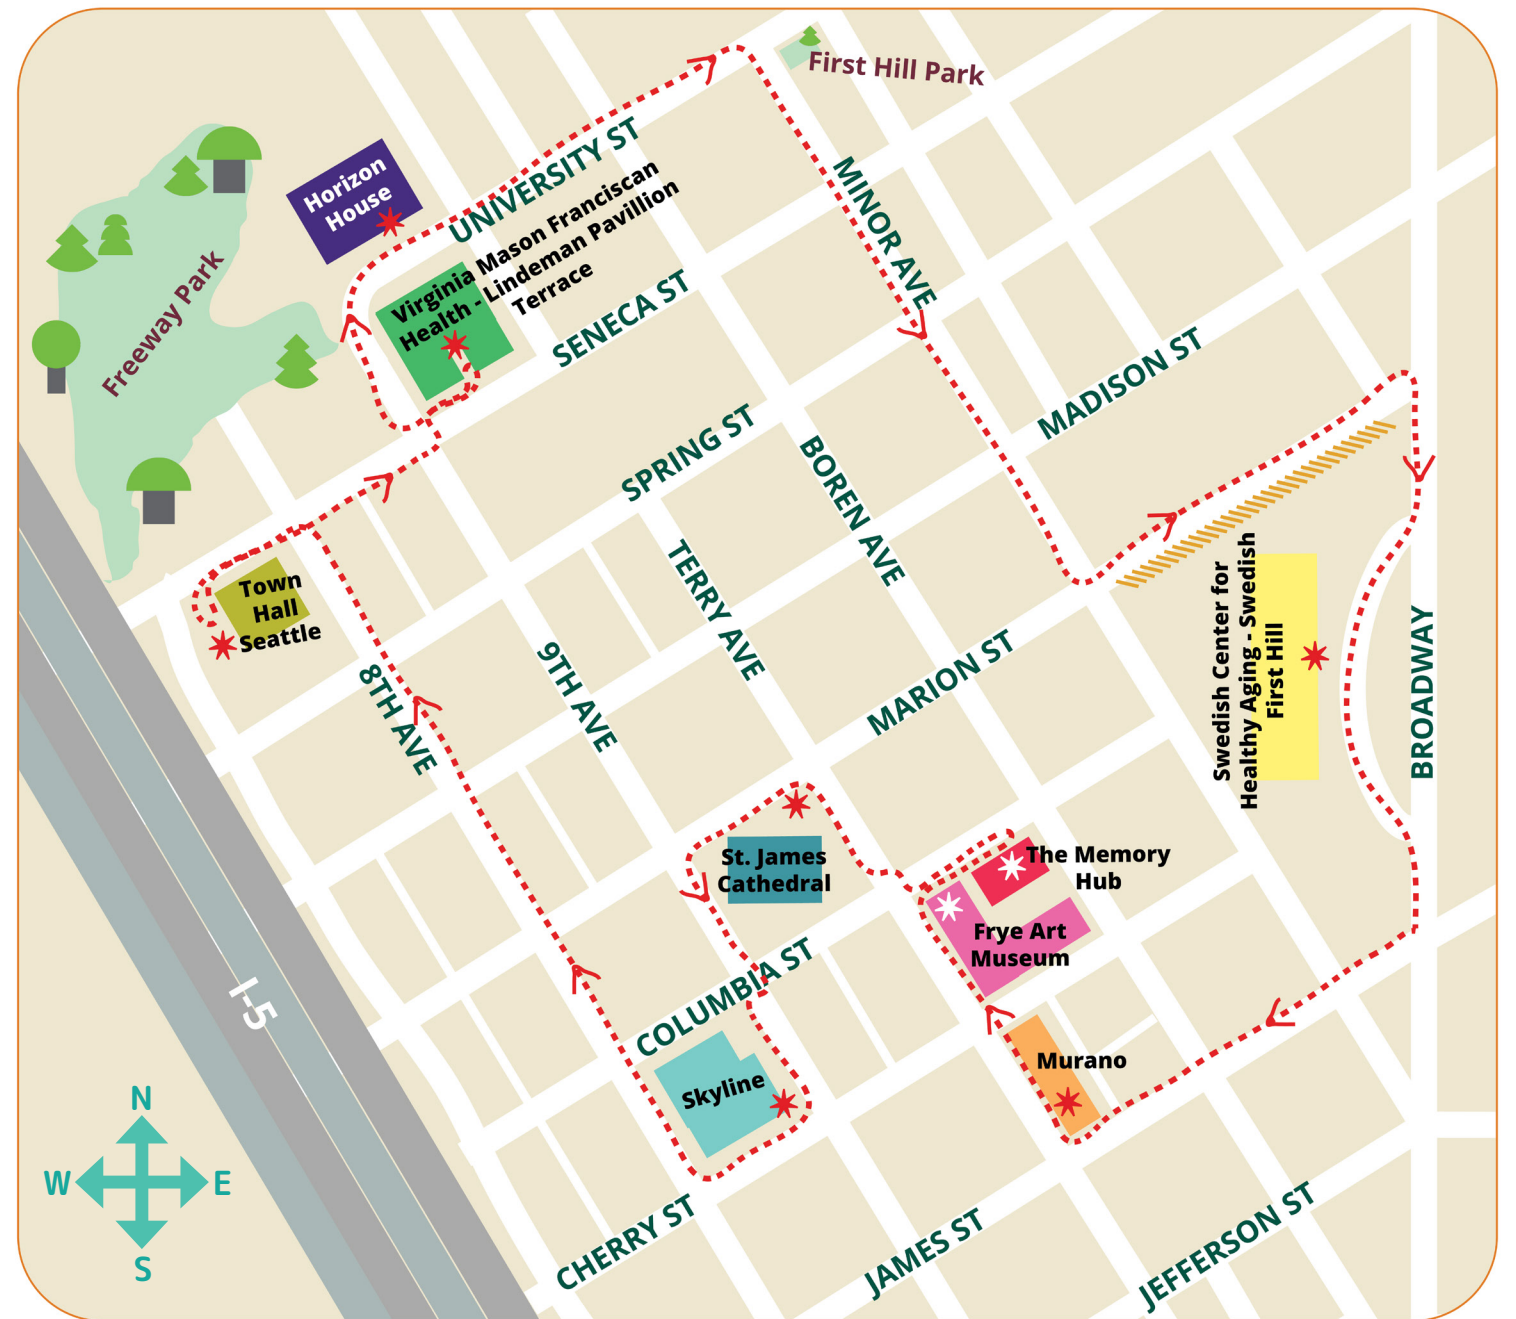 First Hill Park
UNIVERSITY ST
Horizon
House
MINOR AVE
Virginia Mason Franciscan
Health - Lindeman Pavillion
Terrace
Freeway Park
SENECA ST
MADISON ST
SPRING ST
BOREN AVE
TERRY AVE
Town
Hall
Seattle
8TH AVE
9TH AVE
MARION ST
Swedish Center for
Healthy Aging - Swedish
First Hill
BROADWAY
St. James
Cathedral
The Memory
Hub
Frye Art
Museum
COLUMBIA ST
I-5
Skyline
Murano
N
W
E
S
CHERRY ST
JAMES ST
JEFFERSON ST